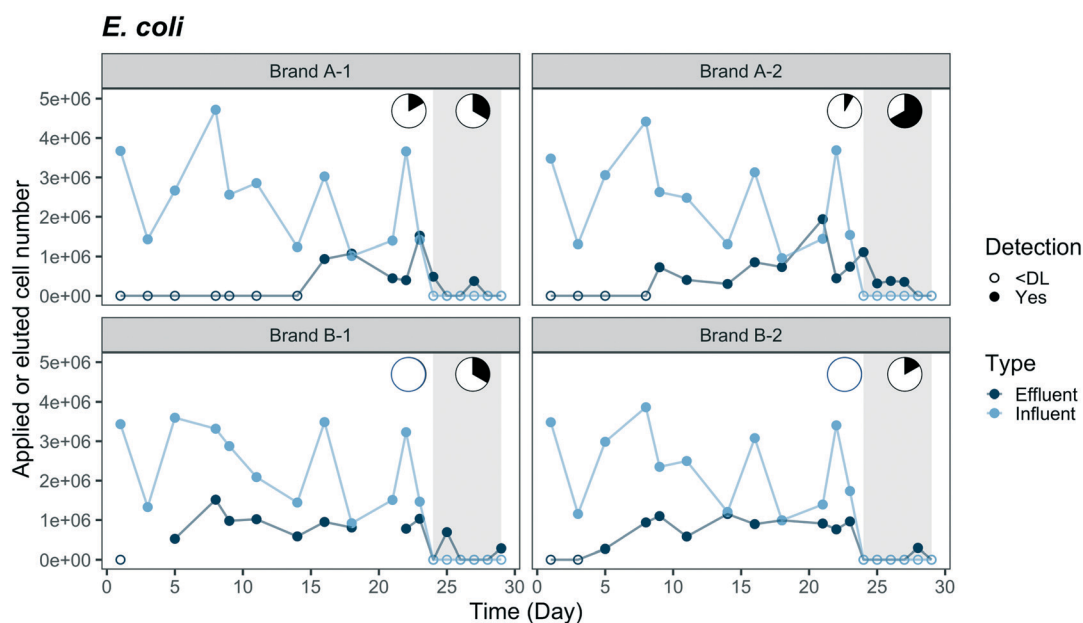 E. coli
Brand A-1
Brand A-2
5e+06
4e+06
3e+06
2e+06
1e+06
0e+00
Brand B-1
Brand B-2
5e+06
4e+06
3e+06
2e+06
1e+06
0e+00
0 5 10 15 20 25 30
0 5 10 15 20 25 30
Time (Day)
Applied or eluted cell number
Detection
<DL
Yes
Type
Effluent
Influent